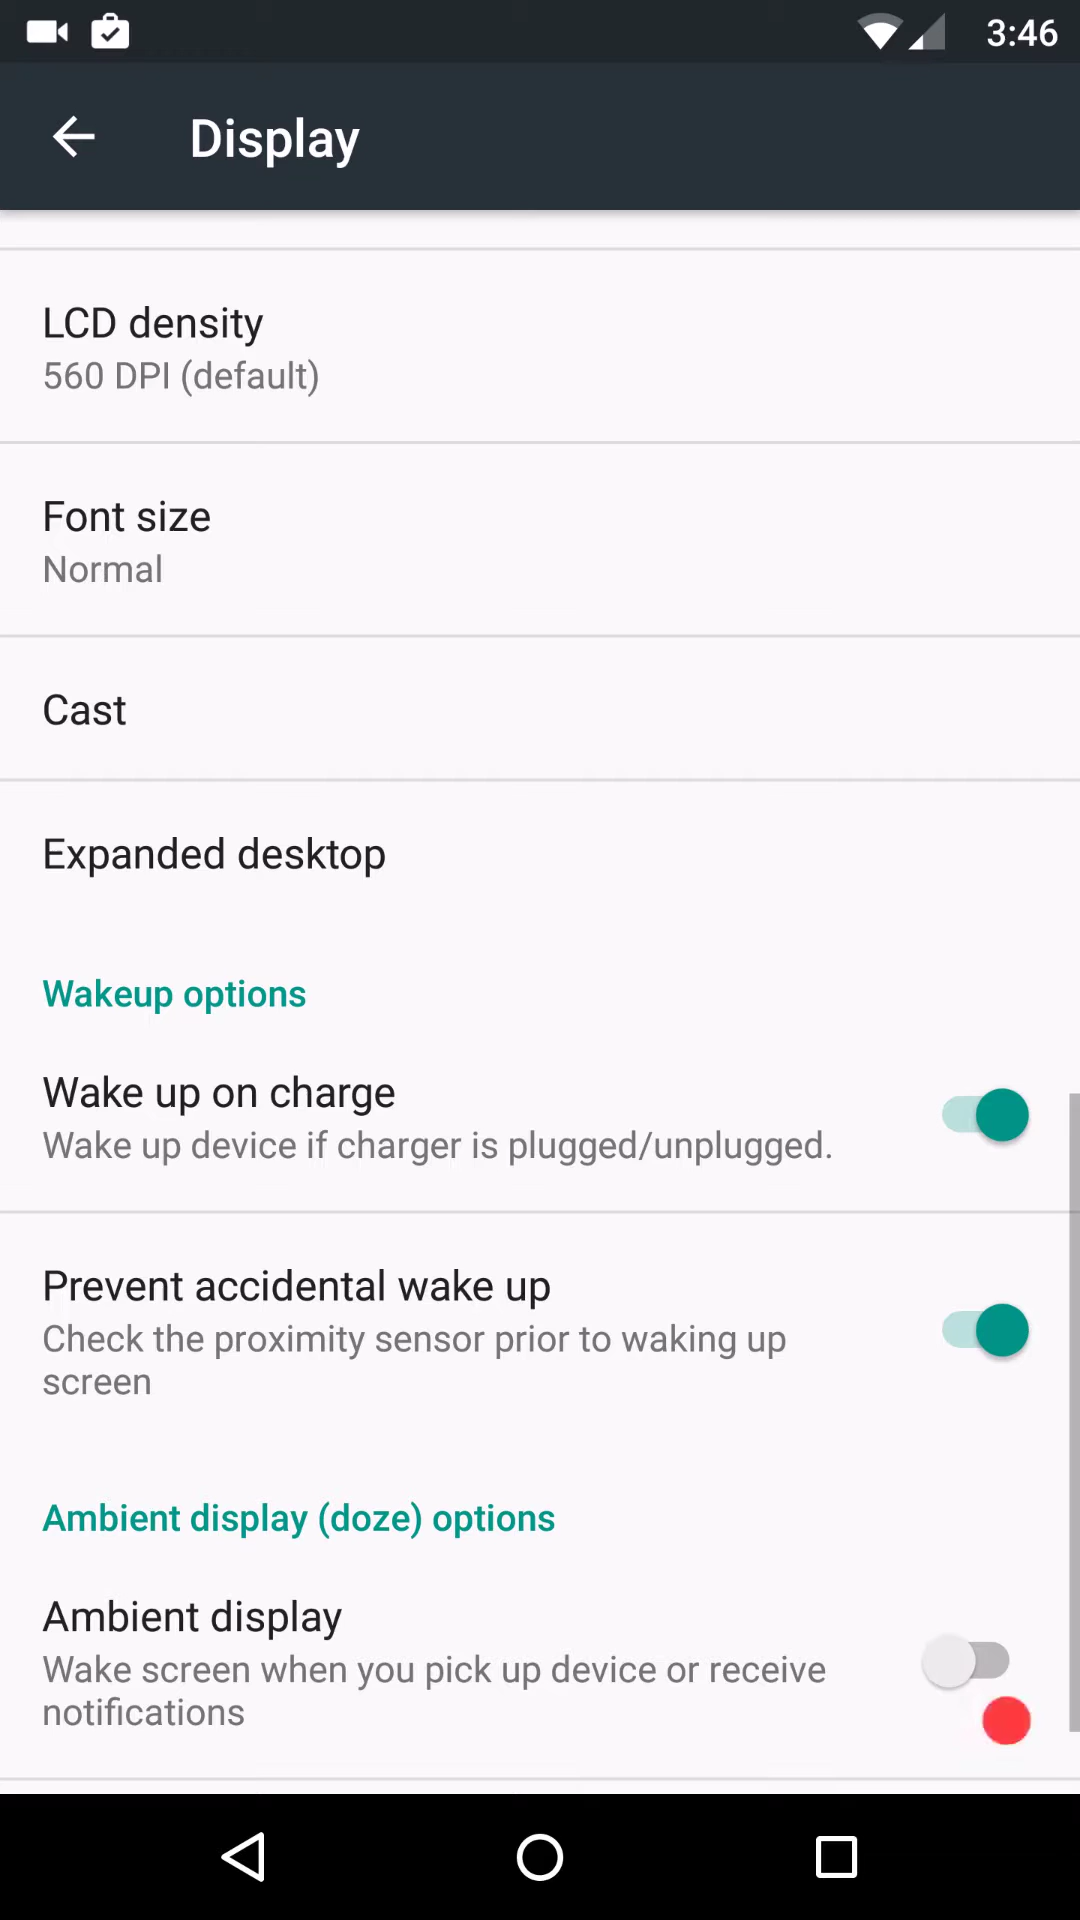 3:46
Display
LCD density
560 DPI (default)
Font size
Normal
Cast
Expanded desktop
Wakeup options
Wake up on charge
Wake up device if charger is plugged/unplugged.
Prevent accidental wake up
Check the proximity sensor prior to waking up
screen
Ambient display (doze) options
Ambient display
Wake screen when you pick up device or receive
notifications